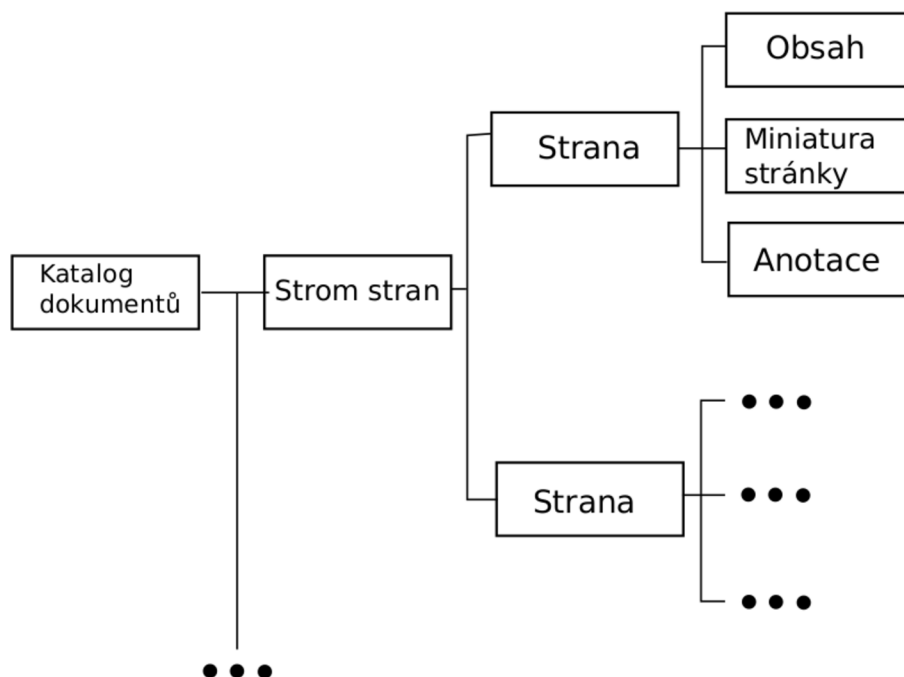 Obsah
Strana
Miniatura
stránky
Anotace
Katalog
dokumentů
Strom stran
Strana